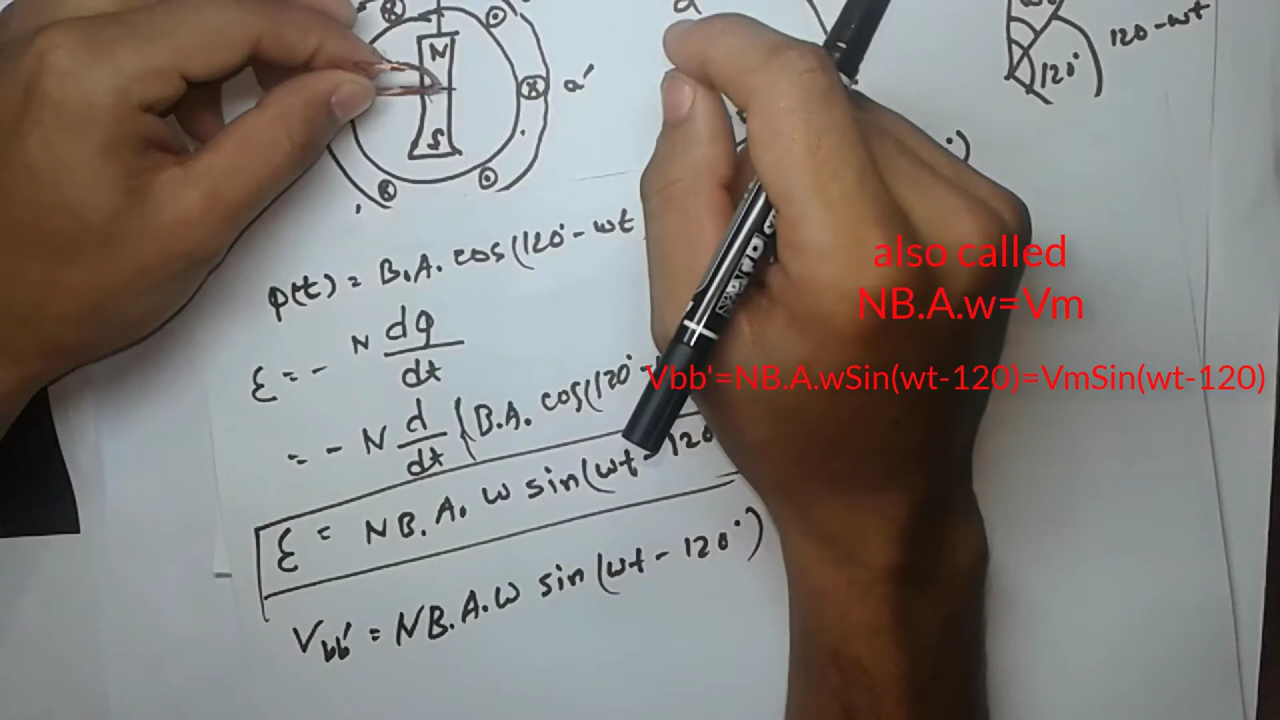 N
S
a'
120-wt
120°
φ(t) = B.A. cos(120° - wt
ε = - N dφ/dt
= - N d/dt {B.A. cos(120°
ε = NB.A. w sin(wt - 120
Vbb' = NB.A.w sin(wt - 120°)
also called
NB.A.w=Vm
Vbb'=NB.A.wSin(wt-120)=VmSin(wt-120)